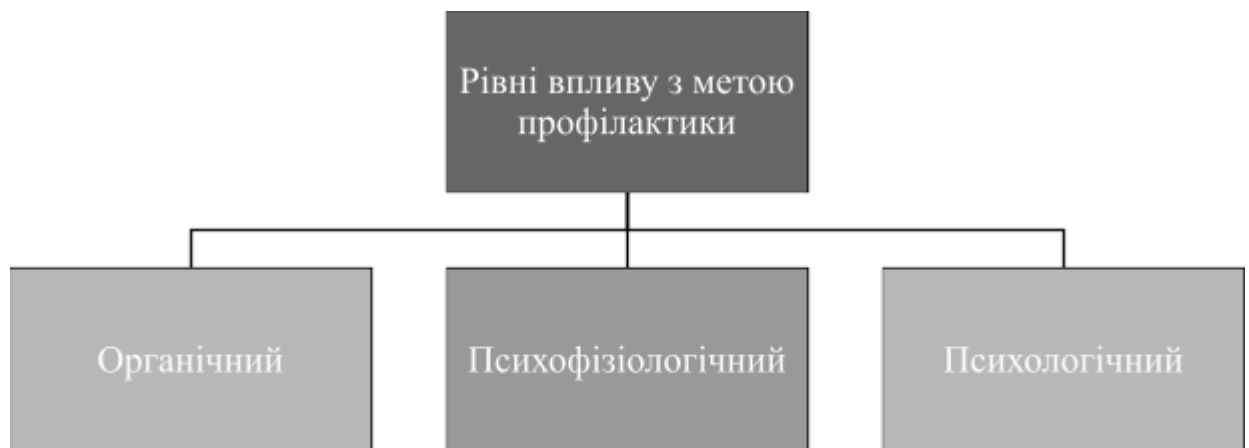 Рівні впливу з метою
профілактики
Органічний
Психофізіологічний
Психологічний